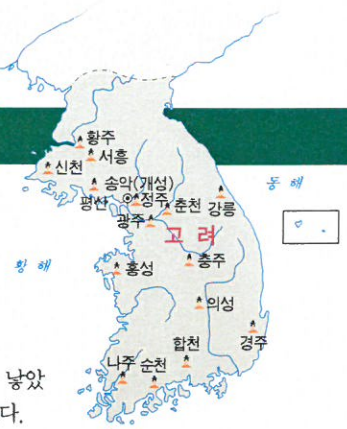 황주
서흥
신천
송악(개성)
평산
정주
춘천
강릉
동해
광주
고려
황해
홍성
충주
의성
합천
경주
나주
순천
낳았
다.